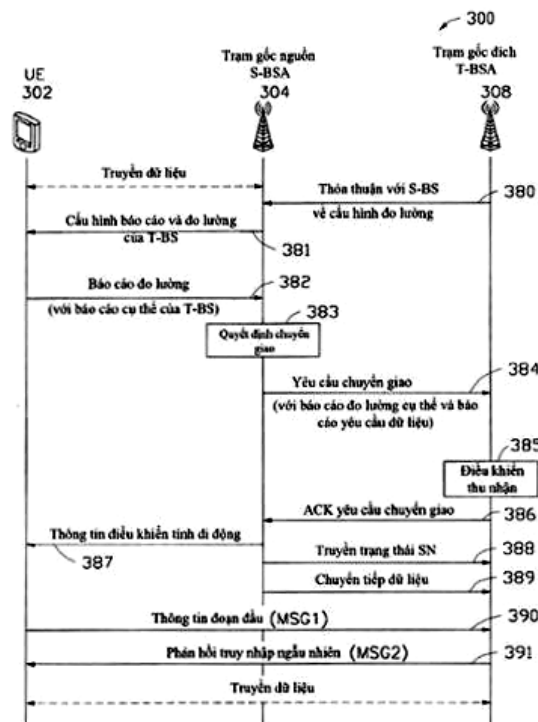 300
UE
302
Trạm gốc nguồn
S-BSA
304
Trạm gốc đích
T-BSA
308
Truyền dữ liệu
Thỏa thuận với S-BS
về cấu hình đo lường
380
Cấu hình báo cáo và đo lường
của T-BS
381
Báo cáo đo lường
(với báo cáo cụ thể của T-BS)
382
383
Quyết định chuyển
giao
Yêu cầu chuyển giao
(với báo cáo đo lường cụ thể và báo
cáo yêu cầu dữ liệu)
384
385
Điều khiển
thu nhận
ACK yêu cầu chuyển giao
386
Thông tin điều khiển tính di động
387
Truyền trạng thái SN
388
Chuyển tiếp dữ liệu
389
Thông tin đoạn đầu (MSG1)
390
Phản hồi truy nhập ngẫu nhiên (MSG2)
391
Truyền dữ liệu